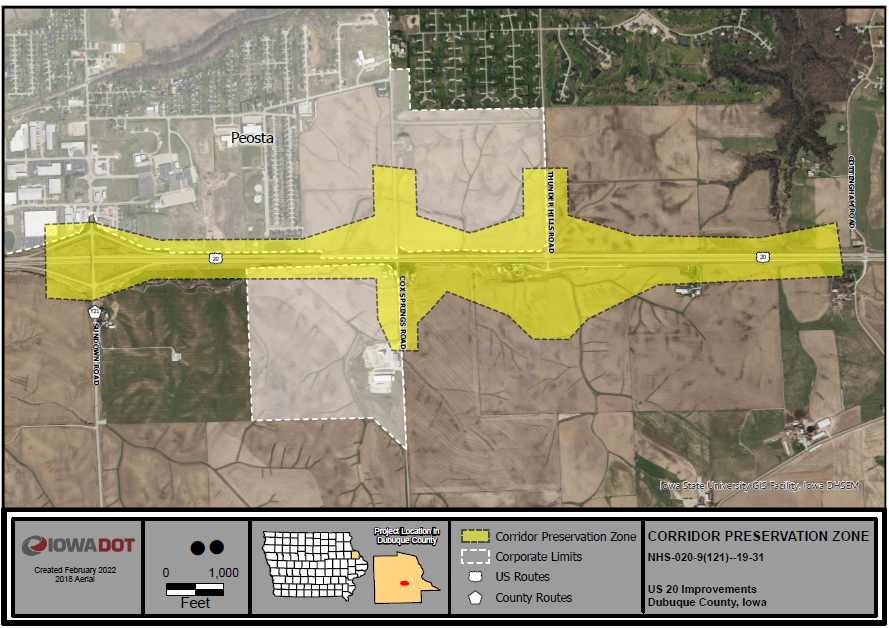 Peosta
THUNDER HILLS ROAD
COTTINGHAM ROAD
20
20
COX SPRINGS ROAD
Y21
SUNDOWN ROAD
Iowa State University GIS Facility, Iowa DHSEM
IOWADOT
Created February 2022
2018 Aerial
0 1,000
Feet
Project Location in
Dubuque County
Corridor Preservation Zone
Corporate Limits
US Routes
County Routes
CORRIDOR PRESERVATION ZONE
NHS-020-9(121)--19-31
US 20 Improvements
Dubuque County, Iowa